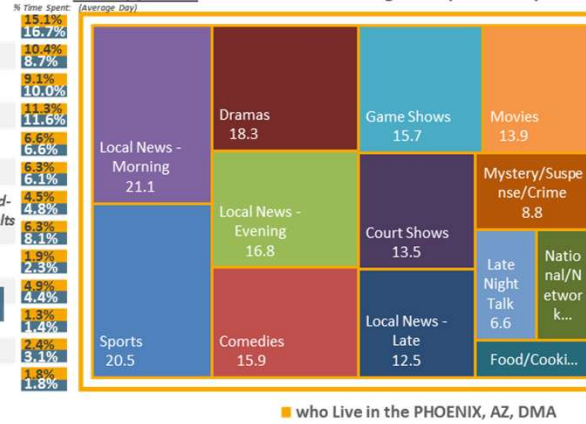 % Time Spent: (Average Day)
15.1%
16.7%
10.4%
8.7%
9.1%
10.0%
11.3%
11.6%
6.6%
6.6%
6.3%
6.1%
4.5%
4.8%
6.3%
8.1%
1.9%
2.3%
4.9%
4.4%
1.3%
1.4%
2.4%
3.1%
1.8%
1.8%
d-
lts
Local News -
Morning
21.1
Sports
20.5
Dramas
18.3
Local News -
Evening
16.8
Comedies
15.9
Game Shows
15.7
Court Shows
13.5
Local News -
Late
12.5
Movies
13.9
Mystery/Suspe
nse/Crime
8.8
Late
Night
Talk
6.6
Natio
nal/N
etwor
k...
Food/Cooki...
who Live in the PHOENIX, AZ, DMA